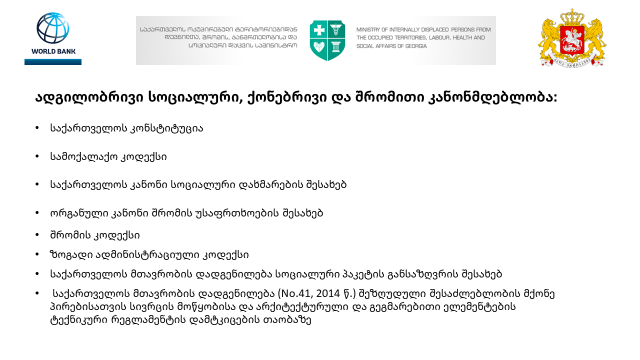 WORLD BANK
საქართველოს ოკუპირებული ტერიტორიებიდან
დევნილთა, შრომის, ჯანმრთელობისა და
სოციალური დაცვის სამინისტრო
MINISTRY OF INTERNALLY DISPLACED PERSONS FROM
THE OCCUPIED TERRITORIES, LABOUR, HEALTH AND
SOCIAL AFFAIRS OF GEORGIA
ადგილობრივი სოციალური, ქონებრივი და შრომითი კანონმდებლობა:
• საქართველოს კონსტიტუცია
• სამოქალაქო კოდექსი
• საქართველოს კანონი სოციალური დახმარების შესახებ
• ორგანული კანონი შრომის უსაფრთხოების შესახებ
• შრომის კოდექსი
• ზოგადი ადმინისტრაციული კოდექსი
• საქართველოს მთავრობის დადგენილება სოციალური პაკეტის განსაზღვრის შესახებ
• საქართველოს მთავრობის დადგენილება (No.41, 2014 წ.) შეზღუდული შესაძლებლობის მქონე
პირებისათვის სივრცის მოწყობისა და არქიტექტურული და გეგმარებითი ელემენტების
ტექნიკური რეგლამენტის დამტკიცების თაობაზე